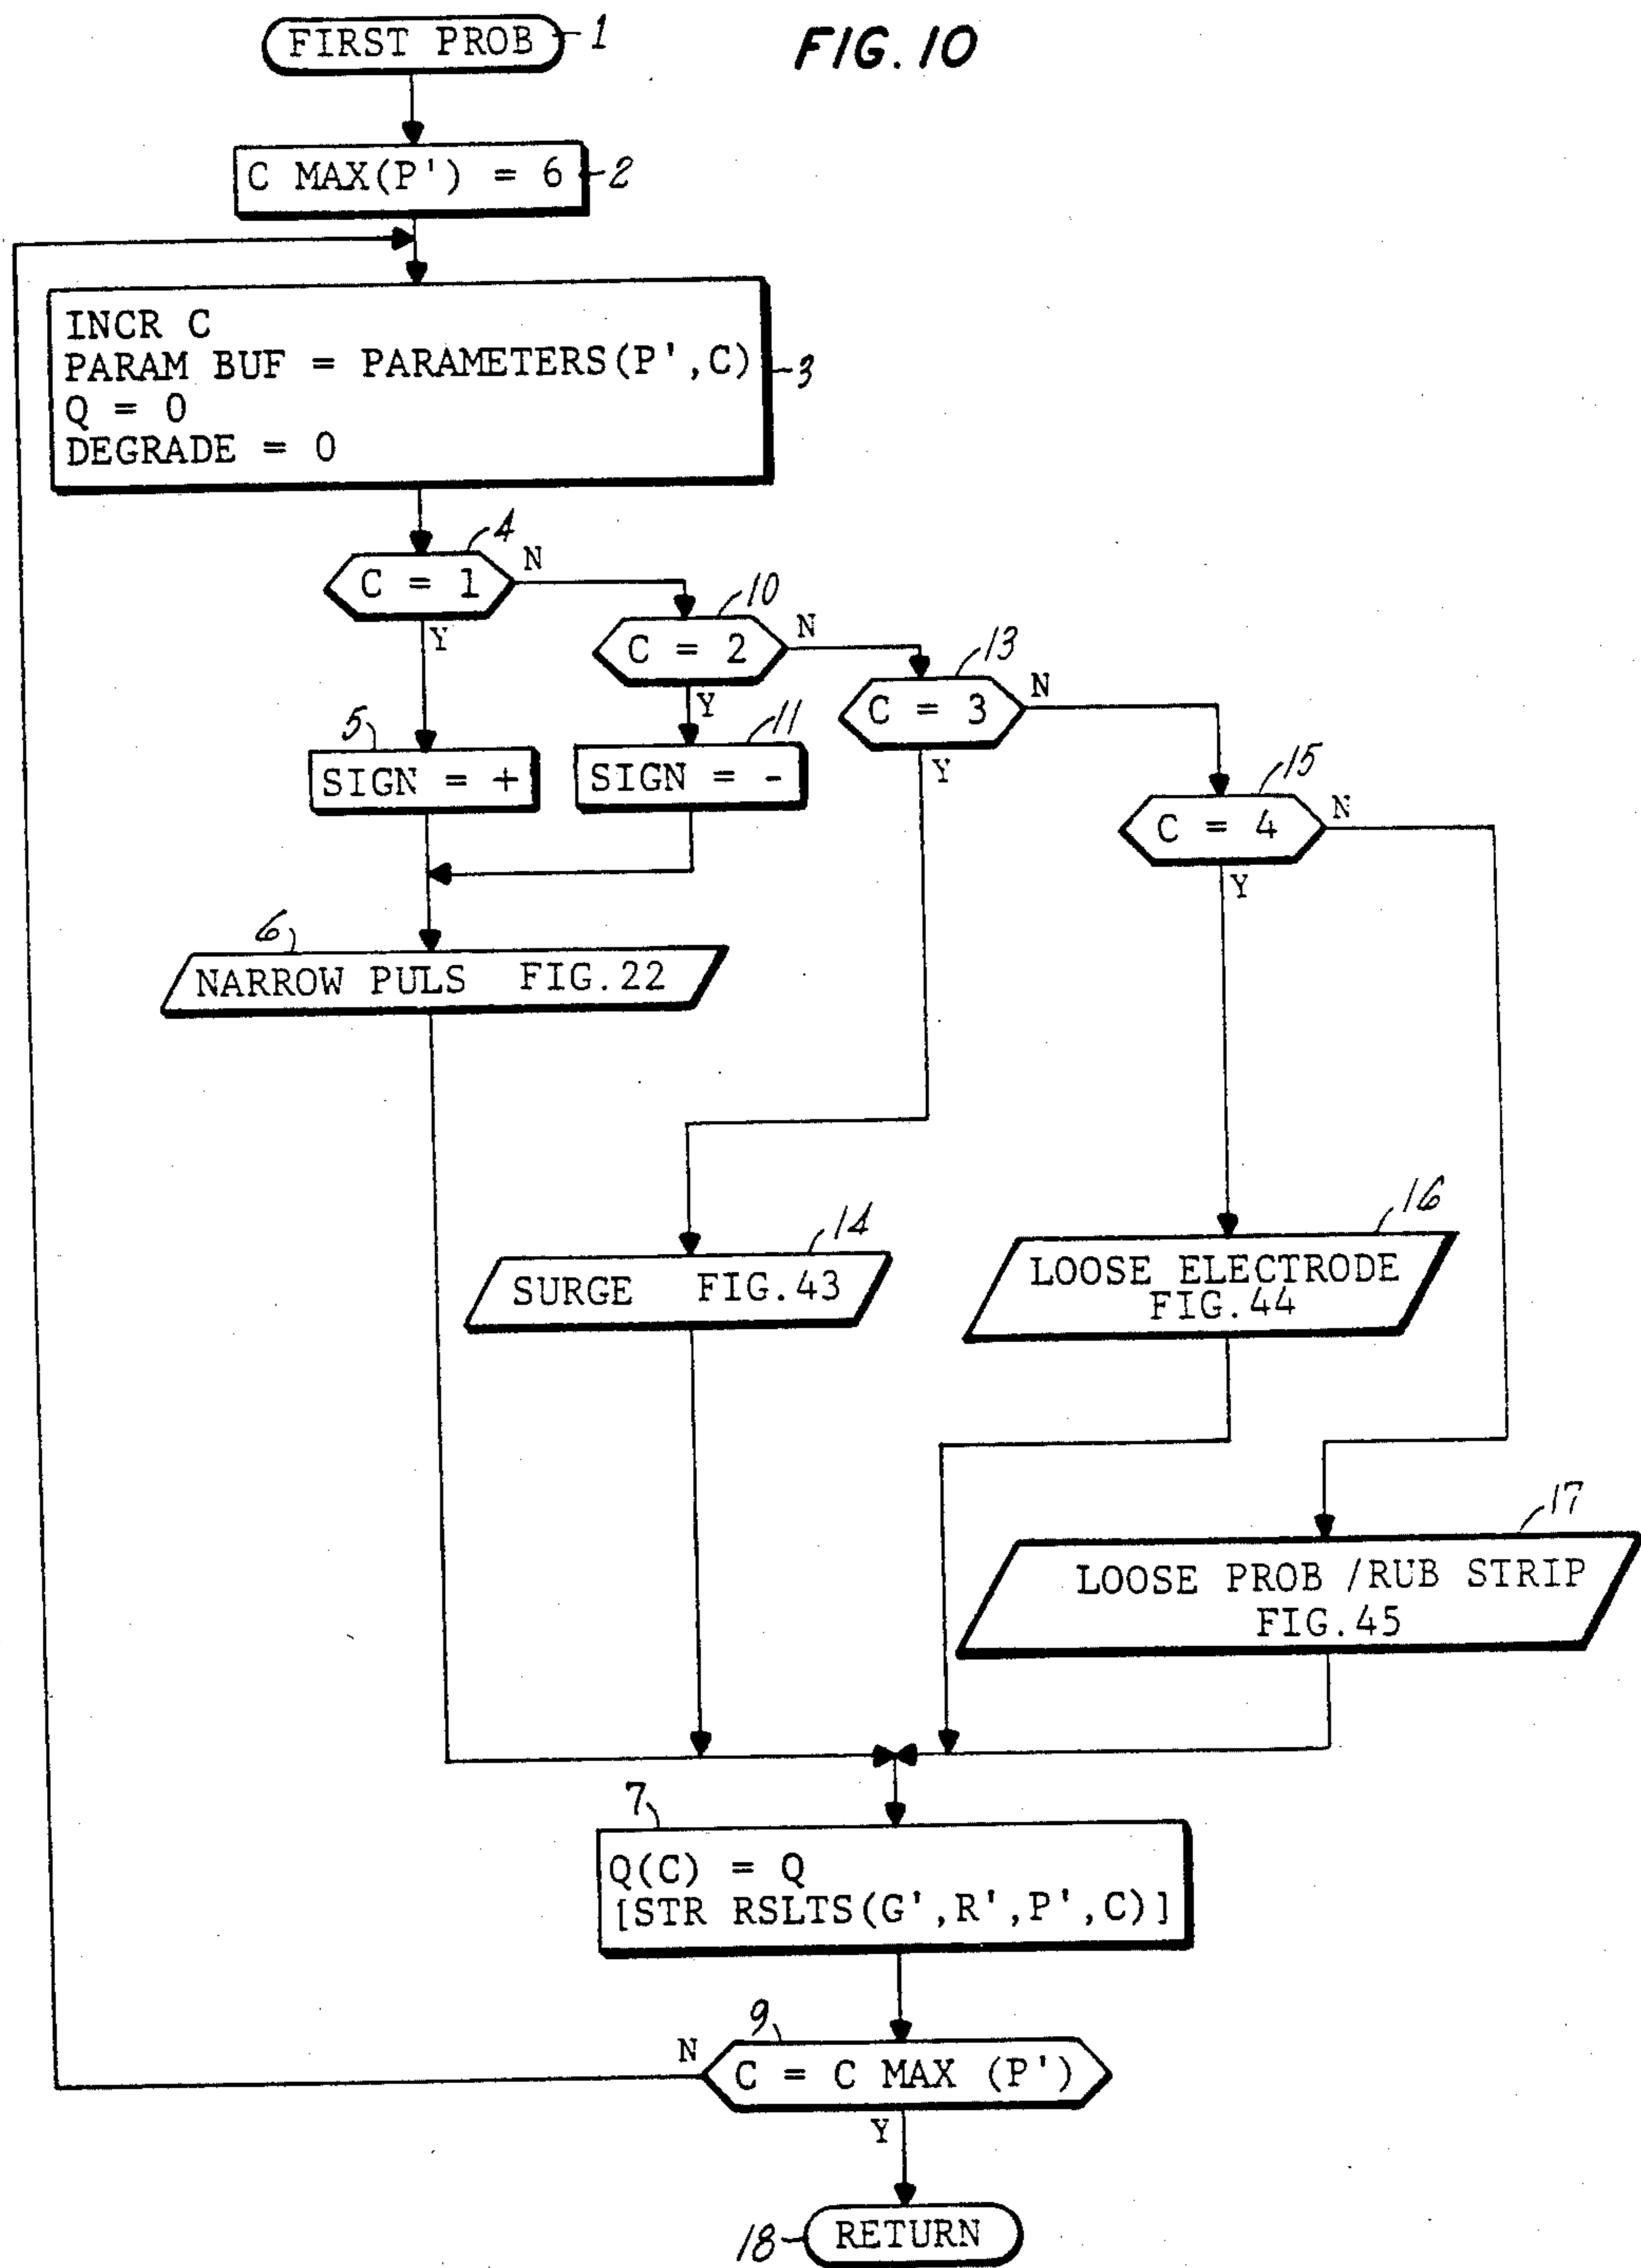 FIRST PROB
1
FIG. 10
C MAX(P') = 6
2
INCR C
PARAM BUF = PARAMETERS(P',C)
Q = 0
DEGRADE = 0
3
4
C = 1
N
Y
10
C = 2
N
Y
13
C = 3
N
Y
5
SIGN = +
11
SIGN = -
15
C = 4
N
Y
6
NARROW PULS FIG.22
14
SURGE FIG.43
16
LOOSE ELECTRODE
FIG.44
17
LOOSE PROB /RUB STRIP
FIG.45
7
Q(C) = Q
[STR RSLTS(G',R',P',C)]
9
N
C = C MAX (P')
Y
18
RETURN